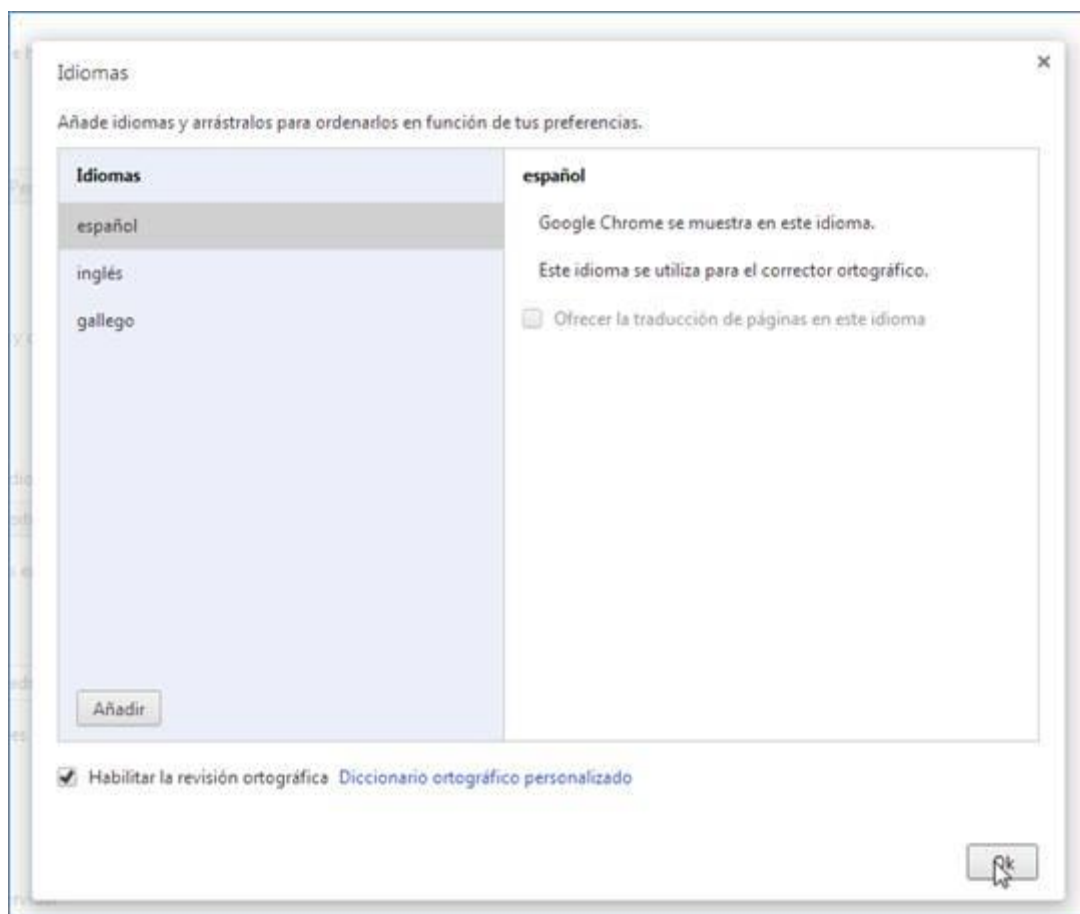 Idiomas
×
Añade idiomas y arrástralos para ordenarlos en función de tus preferencias.
Idiomas
español
inglés
gallego
Añadir
español
Google Chrome se muestra en este idioma.
Este idioma se utiliza para el corrector ortográfico.
Ofrecer la traducción de páginas en este idioma
Habilitar la revisión ortográfica Diccionario ortográfico personalizado
Ok